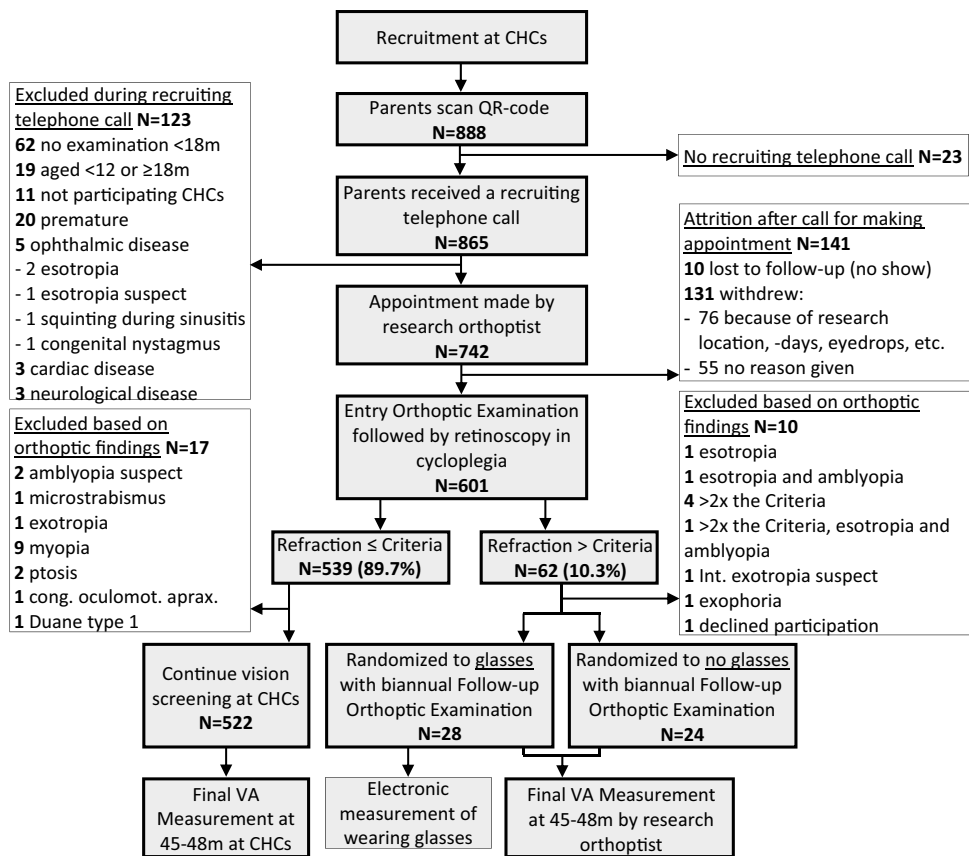 Recruitment at CHCs
Parents scan QR-code
N=888
No recruiting telephone call N=23
Parents received a recruiting
telephone call
N=865
Excluded during recruiting
telephone call N=123
62 no examination <18m
19 aged <12 or ≥18m
11 not participating CHCs
20 premature
5 ophthalmic disease
- 2 esotropia
- 1 esotropia suspect
- 1 squinting during sinusitis
- 1 congenital nystagmus
3 cardiac disease
3 neurological disease
Appointment made by
research orthoptist
N=742
Attrition after call for making
appointment N=141
10 lost to follow-up (no show)
131 withdrew:
- 76 because of research
location, -days, eyedrops, etc.
- 55 no reason given
Entry Orthoptic Examination
followed by retinoscopy in
cycloplegia
N=601
Refraction ≤ Criteria
N=539 (89.7%)
Refraction > Criteria
N=62 (10.3%)
Excluded based on
orthoptic findings N=17
2 amblyopia suspect
1 microstrabismus
1 exotropia
9 myopia
2 ptosis
1 cong. oculomot. aprax.
1 Duane type 1
Excluded based on orthoptic
findings N=10
1 esotropia
1 esotropia and amblyopia
4 >2x the Criteria
1 >2x the Criteria, esotropia and
amblyopia
1 Int. exotropia suspect
1 exophoria
1 declined participation
Continue vision
screening at CHCs
N=522
Randomized to glasses
with biannual Follow-up
Orthoptic Examination
N=28
Randomized to no glasses
with biannual Follow-up
Orthoptic Examination
N=24
Final VA
Measurement at
45-48m at CHCs
Electronic
measurement of
wearing glasses
Final VA Measurement
at 45-48m by research
orthoptist